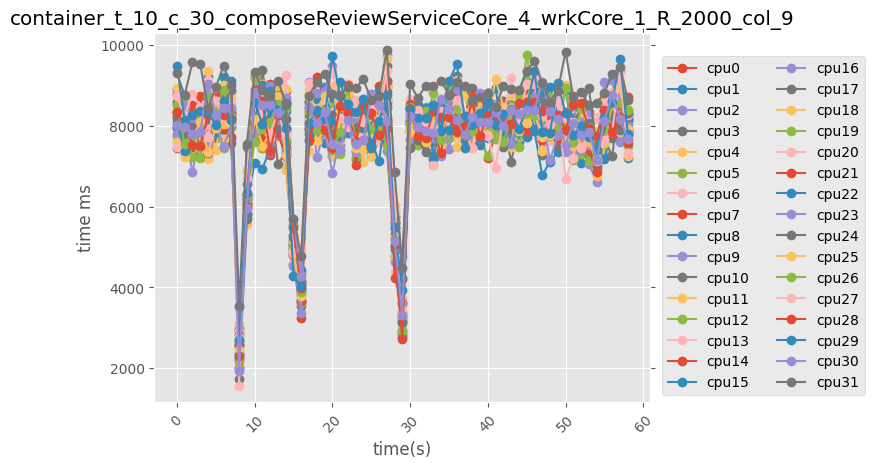 container_t_10_c_30_composeReviewServiceCore_4_wrkCore_1_R_2000_col_9
10000
8000
6000
4000
2000
time ms
0
10
20
30
40
50
60
time(s)
cpu0
cpu1
cpu2
cpu3
cpu4
cpu5
cpu6
cpu7
cpu8
cpu9
cpu10
cpu11
cpu12
cpu13
cpu14
cpu15
cpu16
cpu17
cpu18
cpu19
cpu20
cpu21
cpu22
cpu23
cpu24
cpu25
cpu26
cpu27
cpu28
cpu29
cpu30
cpu31